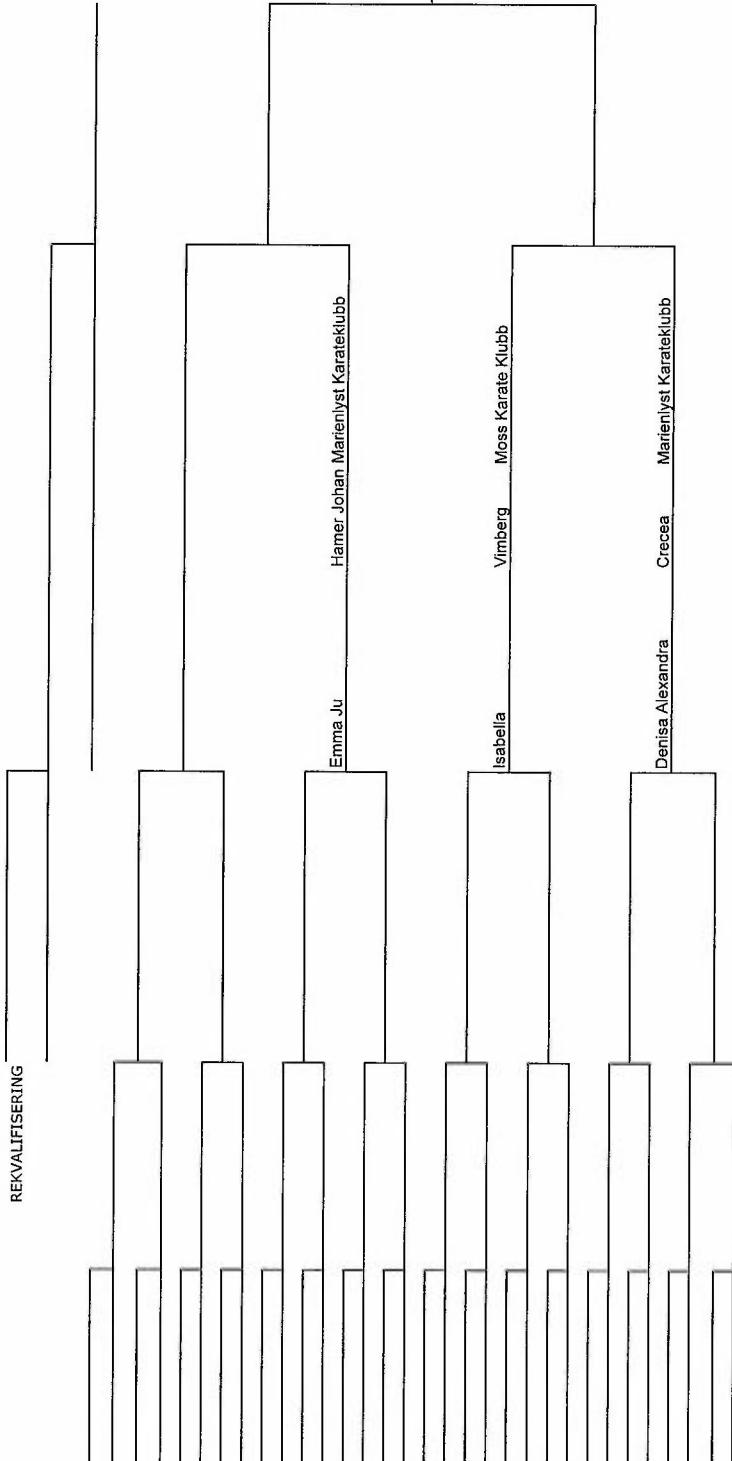 REKVALIFISERING
Emma Ju Hamer Johan Marienlyst Karateklubb
Isabella Vimberg Moss Karate Klubb
Denisa Alexandra Crecea Marienlyst Karateklubb